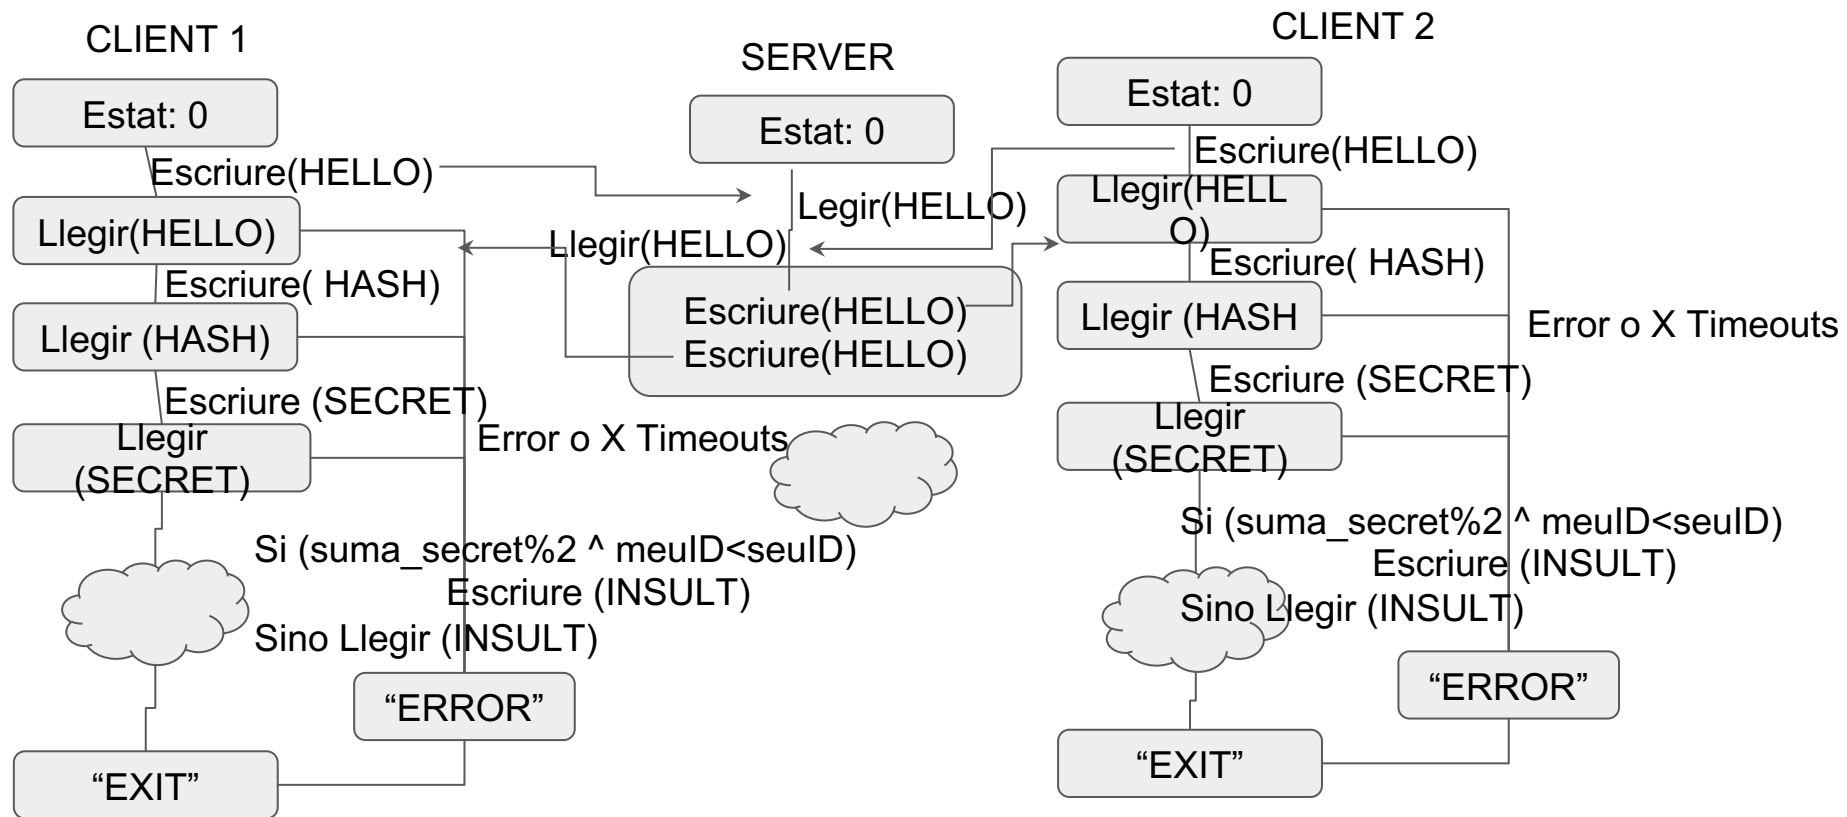 CLIENT 1
Estat: 0
Escriure(HELLO)
Llegir(HELLO)
Escriure( HASH)
Llegir (HASH)
Escriure (SECRET)
Llegir
(SECRET)
Error o X Timeouts
Si (suma_secret%2 ^ meuID<seuID)
Escriure (INSULT)
Sino Llegir (INSULT)
“ERROR”
“EXIT”
SERVER
Estat: 0
Legir(HELLO)
Llegir(HELLO)
Escriure(HELLO)
Escriure(HELLO)
CLIENT 2
Estat: 0
Escriure(HELLO)
Llegir(HELL
O)
Escriure( HASH)
Llegir (HASH
Error o X Timeouts
Escriure (SECRET)
Llegir
(SECRET)
Si (suma_secret%2 ^ meuID<seuID)
Escriure (INSULT)
Sino Llegir (INSULT)
“ERROR”
“EXIT”